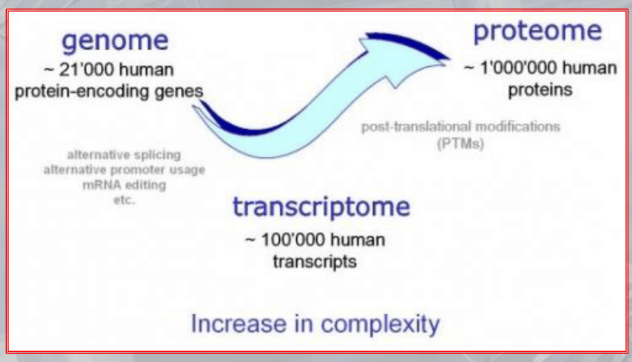 genome
~ 21'000 human
protein-encoding genes
proteome
~ 1'000'000 human
proteins
post-translational modifications
(PTMs)
alternative splicing
alternative promoter usage
mRNA editing
etc.
transcriptome
~ 100'000 human
transcripts
Increase in complexity